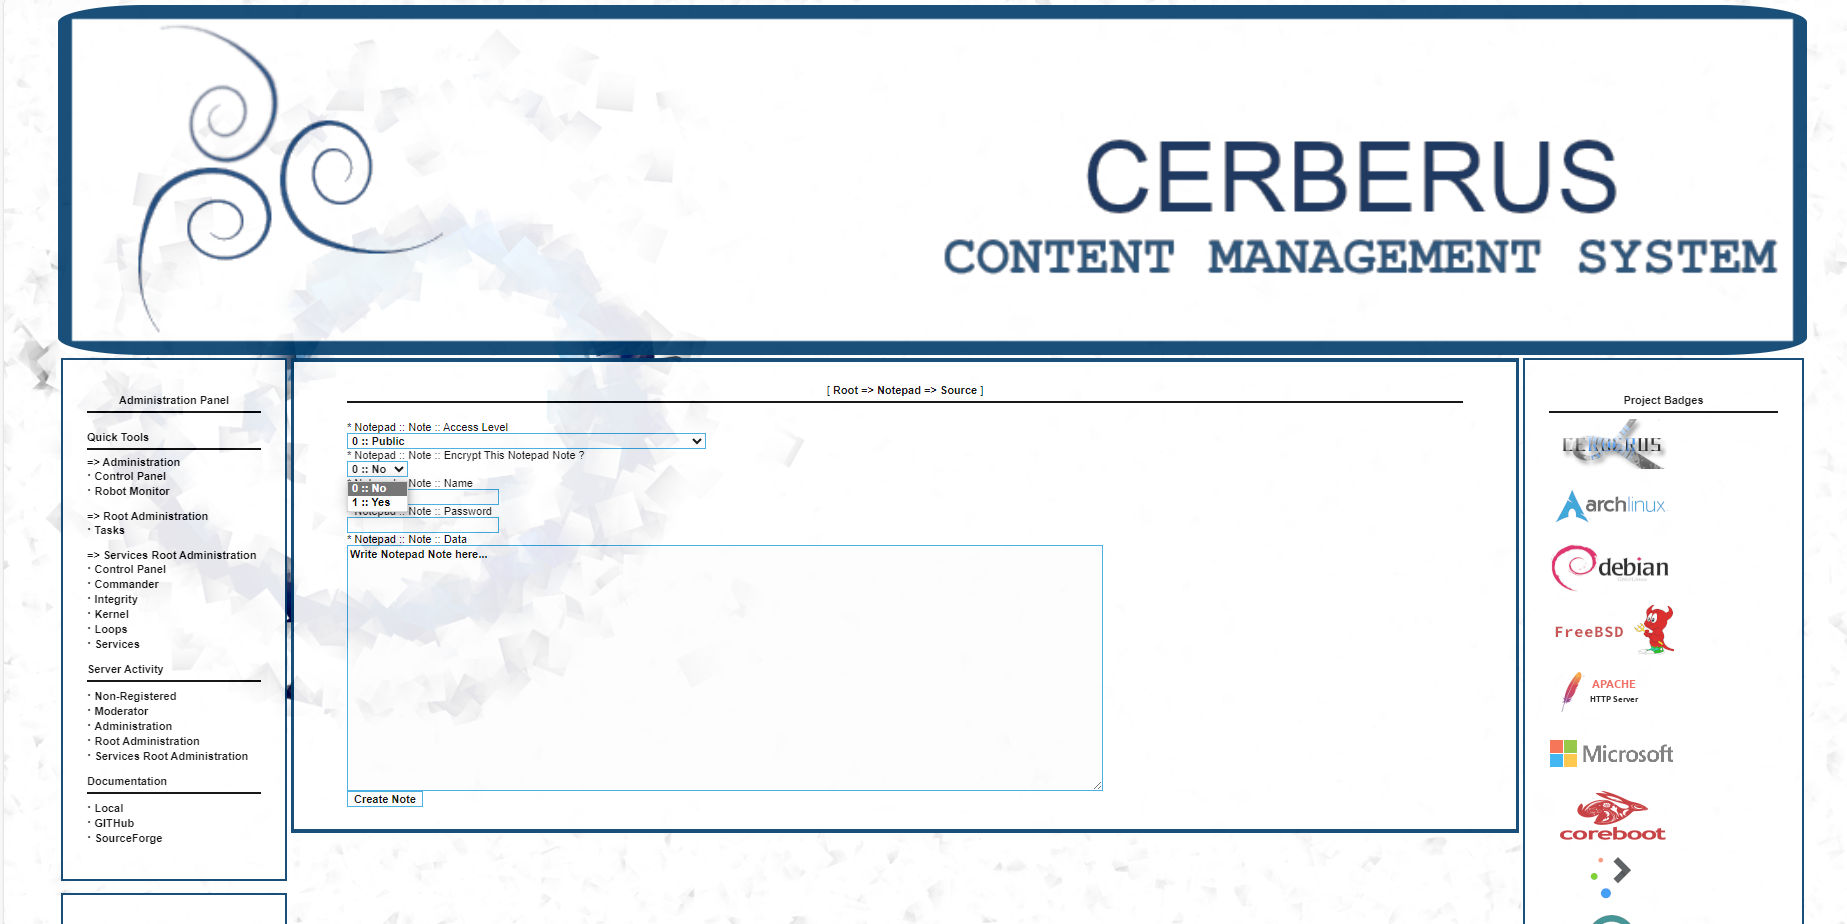 CERBERUS
CONTENT MANAGEMENT SYSTEM
Administration Panel
Quick Tools
=> Administration
· Control Panel
· Robot Monitor
=> Root Administration
· Tasks
=> Services Root Administration
· Control Panel
· Commander
· Integrity
· Kernel
· Loops
· Services
Server Activity
· Non-Registered
· Moderator
· Administration
· Root Administration
· Services Root Administration
Documentation
· Local
· GITHub
· SourceForge
[ Root => Notepad => Source ]
* Notepad :: Note :: Access Level
0 :: Public
* Notepad :: Note :: Encrypt This Notepad Note ?
0 :: No
0 :: No
1 :: Yes
Note :: Name
Note :: Password
* Notepad :: Note :: Data
Write Notepad Note here...
Create Note
Project Badges
CERBERUS
archlinux
debian
FreeBSD
APACHE
HTTP Server
Microsoft
coreboot